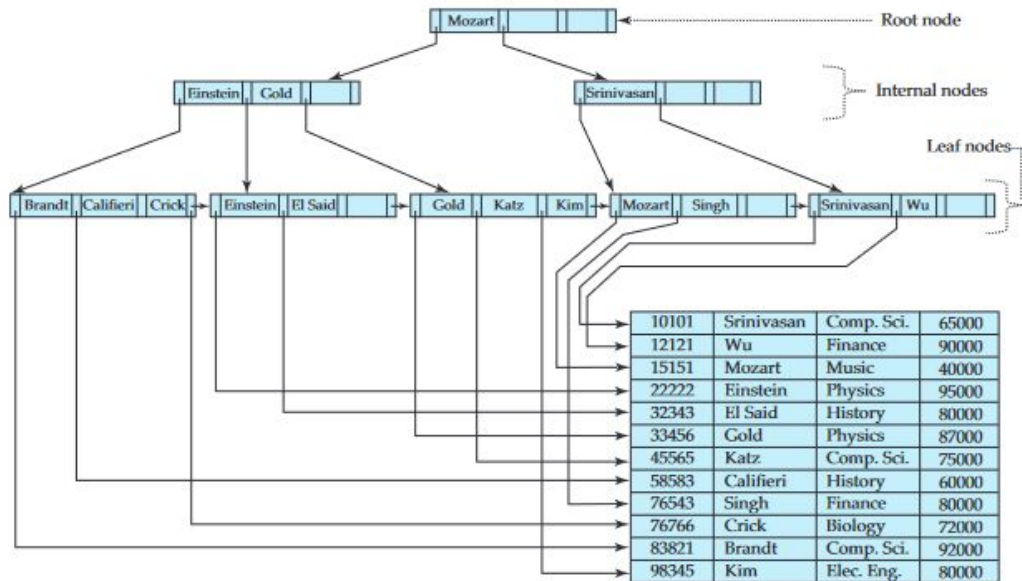 Mozart
Root node
Einstein Gold
Srinivasan
Internal nodes
Leaf nodes
Brandt Califieri Crick Einstein El Said Gold Katz Kim Mozart Singh Srinivasan Wu
10101 Srinivasan Comp. Sci. 65000
12121 Wu Finance 90000
15151 Mozart Music 40000
22222 Einstein Physics 95000
32343 El Said History 80000
33456 Gold Physics 87000
45565 Katz Comp. Sci. 75000
58583 Califieri History 60000
76543 Singh Finance 80000
76766 Crick Biology 72000
83821 Brandt Comp. Sci. 92000
98345 Kim Elec. Eng. 80000